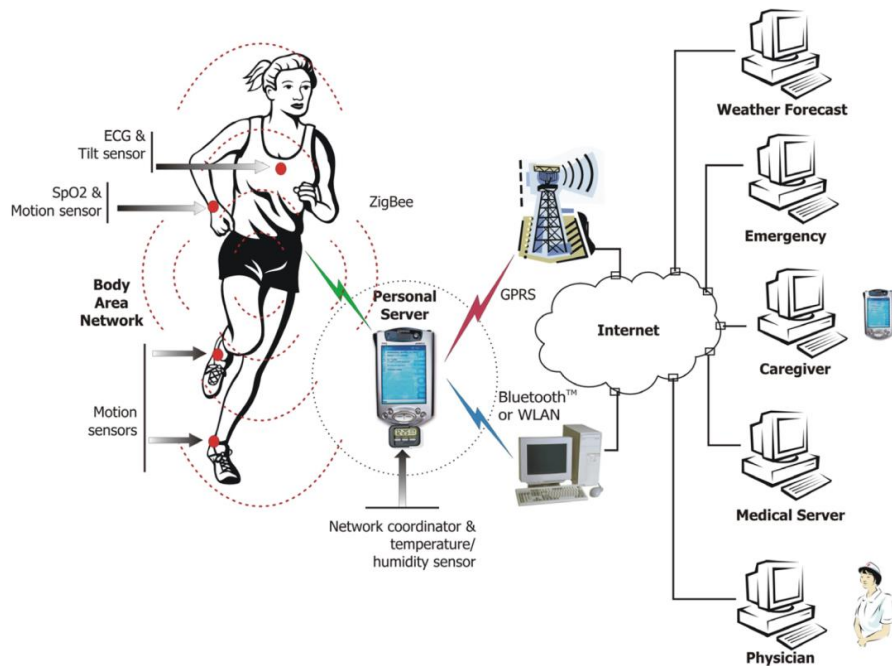 ECG &
Tilt sensor
SpO2 &
Motion sensor
Body
Area
Network
Motion
sensors
ZigBee
Personal
Server
Network coordinator &
temperature/
humidity sensor
GPRS
Bluetooth™
or WLAN
Internet
Weather Forecast
Emergency
Caregiver
Medical Server
Physician